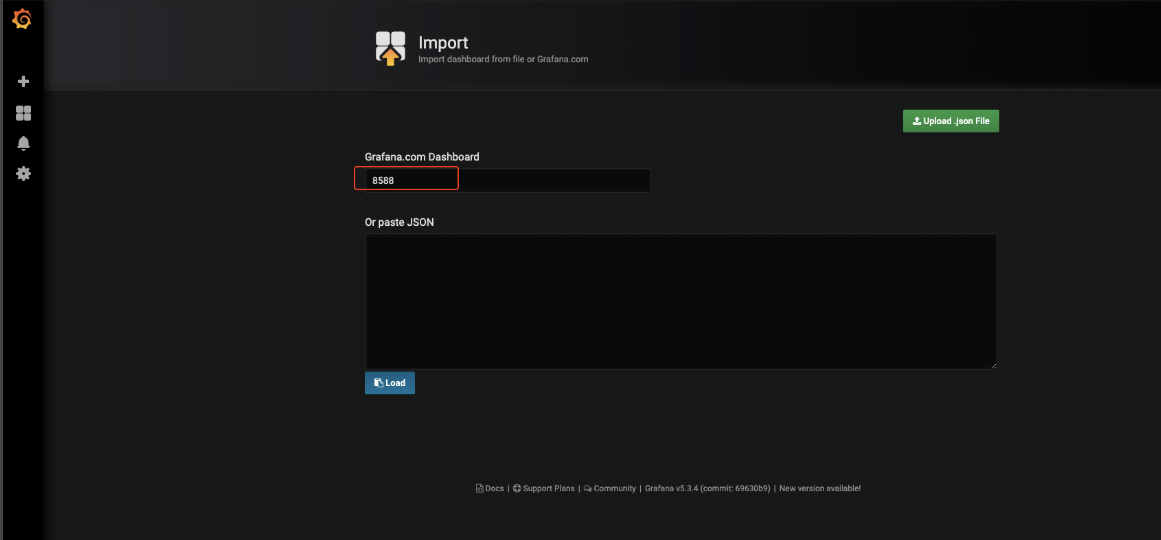 Import
Import dashboard from file or Grafana.com
Upload .json File
Grafana.com Dashboard
8588
Or paste JSON
Load
Docs | Support Plans | Community | Grafana v5.3.4 (commit: 69630b9) | New version available!